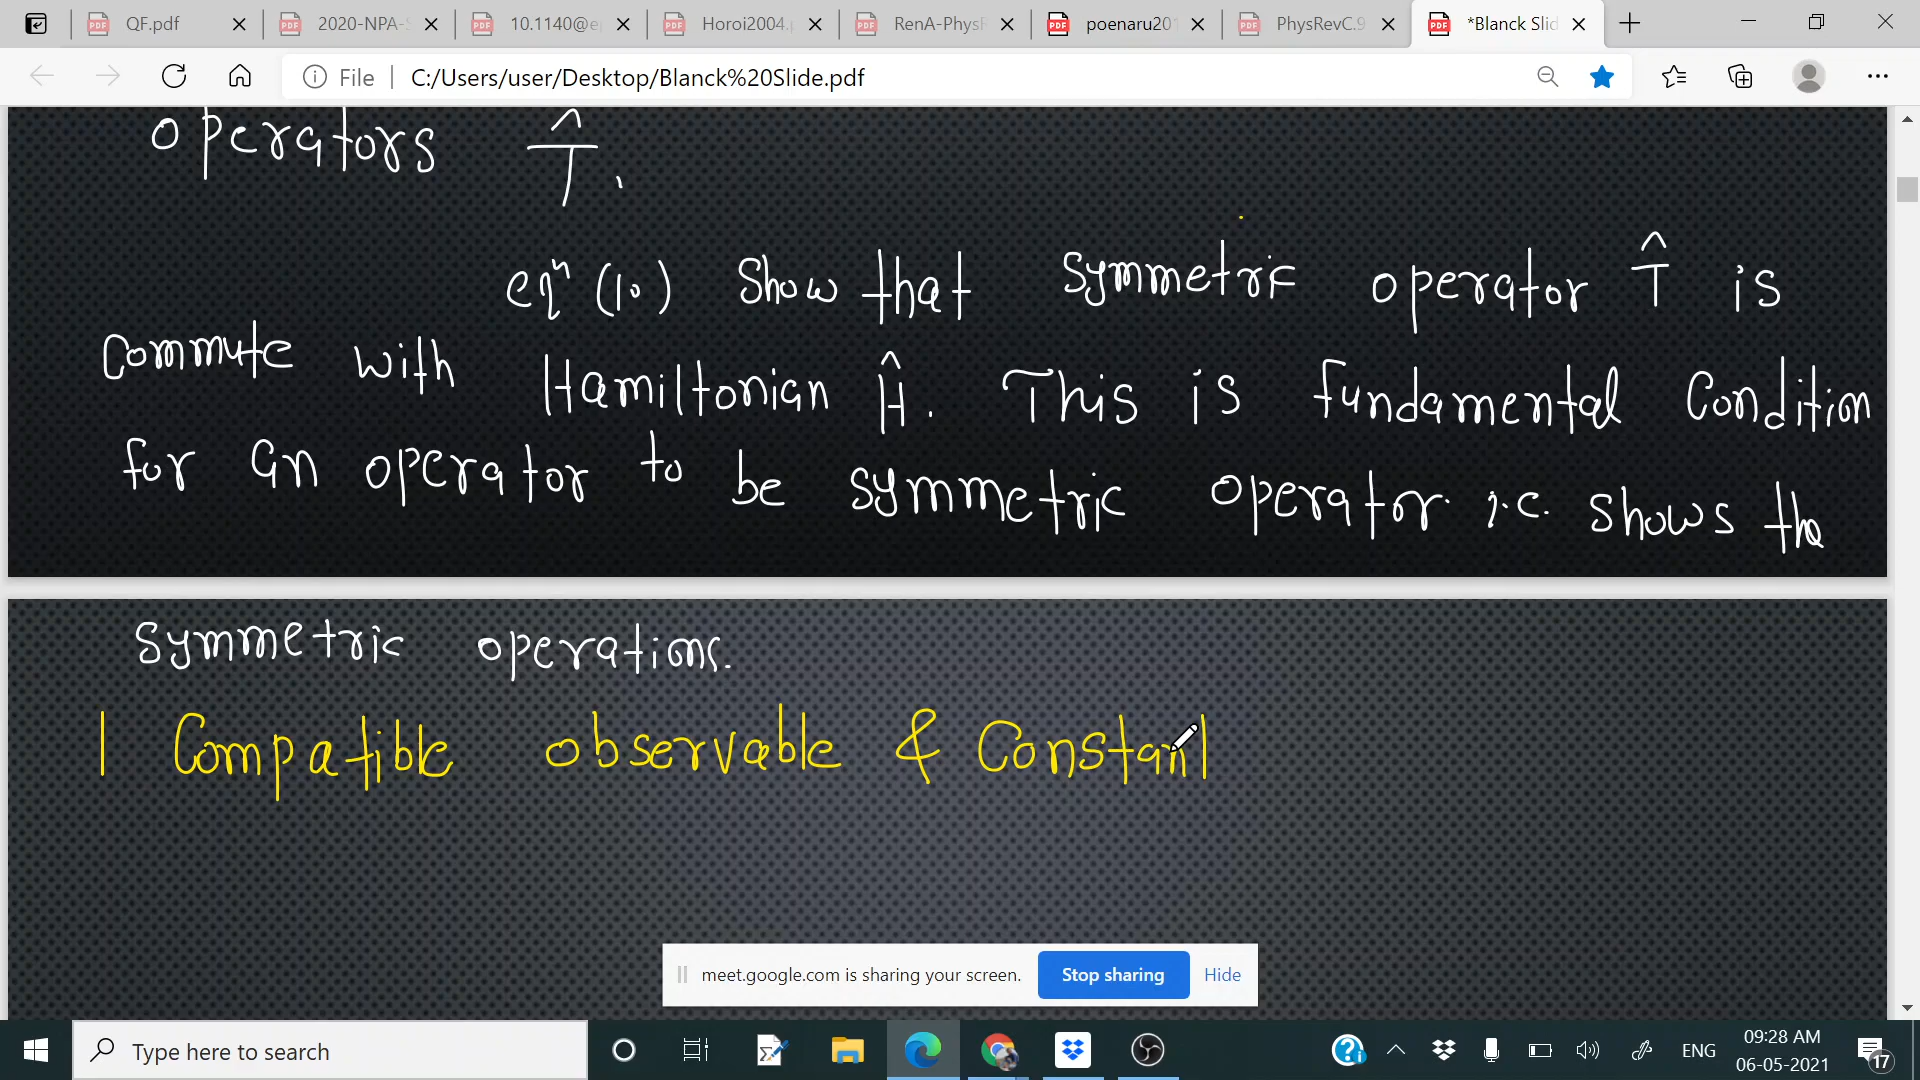 QF.pdf
2020-NPA-S
10.1140@e
Horoi2004.
RenA-PhysR
poenaru201
PhysRevC.9
*Blanck Slid
File
C:/Users/user/Desktop/Blanck%20Slide.pdf
operators T̂.
eqⁿ (10) Show that symmetric operator T̂ is
Commute with Hamiltonian Ĥ. This is fundamental Condition
for an operator to be symmetric operator i.e. shows the
symmetric operations.
1 Compatible observable & Constant
meet.google.com is sharing your screen.
Stop sharing
Hide
Type here to search
ENG
09:28 AM
06-05-2021
17